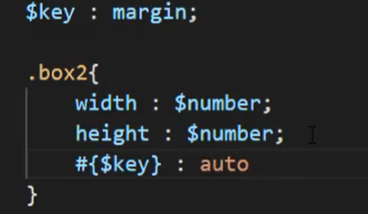 $key : margin;
.box2{
width : $number;
height : $number;
#{$key} : auto
}